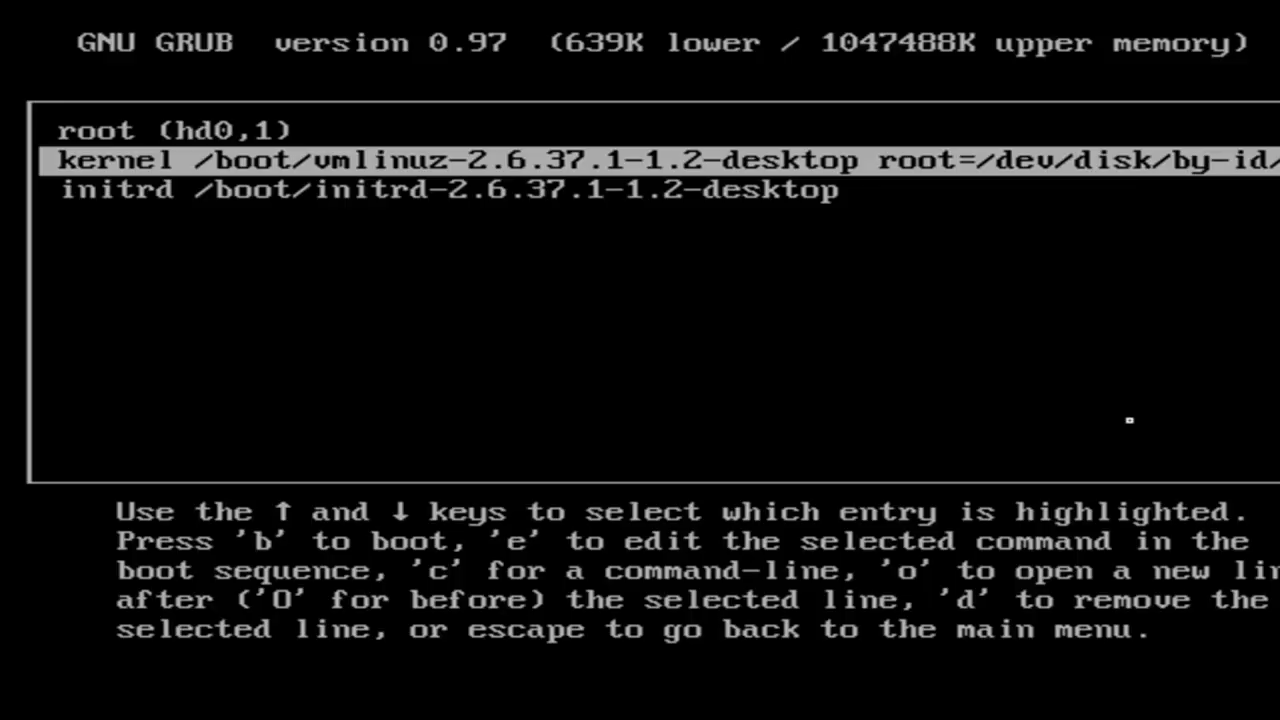 GNU GRUB version 0.97 (639K lower / 1047488K upper memory)
root (hd0,1)
kernel /boot/vmlinuz-2.6.37.1-1.2-desktop root=/dev/disk/by-id/
initrd /boot/initrd-2.6.37.1-1.2-desktop
Use the ↑ and ↓ keys to select which entry is highlighted.
Press 'b' to boot, 'e' to edit the selected command in the
boot sequence, 'c' for a command-line, 'o' to open a new lin
after ('O' for before) the selected line, 'd' to remove the
selected line, or escape to go back to the main menu.